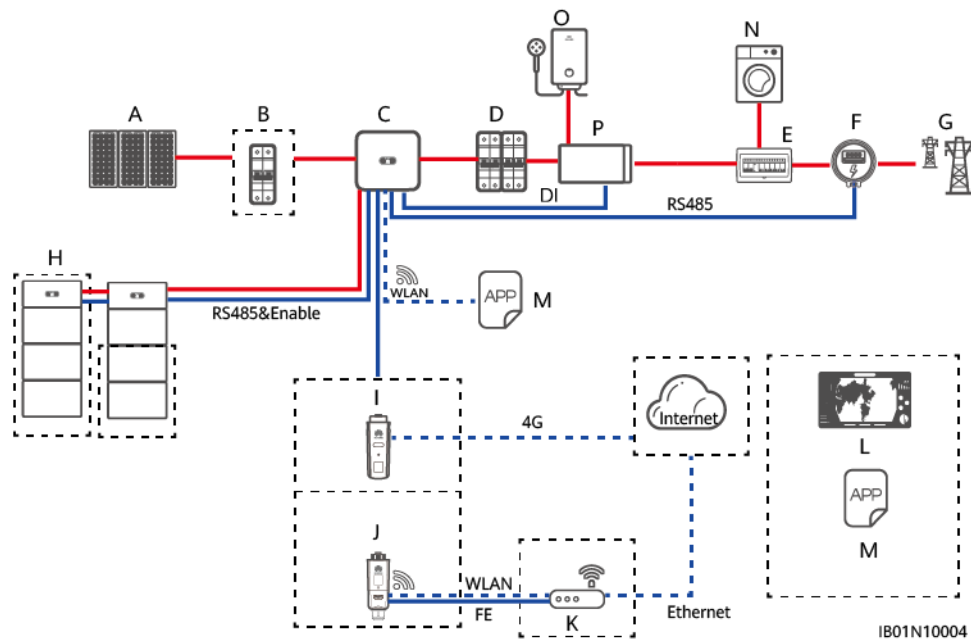 O
N
A
B
C
D
P
E
F
G
DI
RS485
H
WLAN
APP
M
RS485&Enable
I
4G
Internet
L
APP
M
J
WLAN
FE
K
Ethernet
IB01N10004